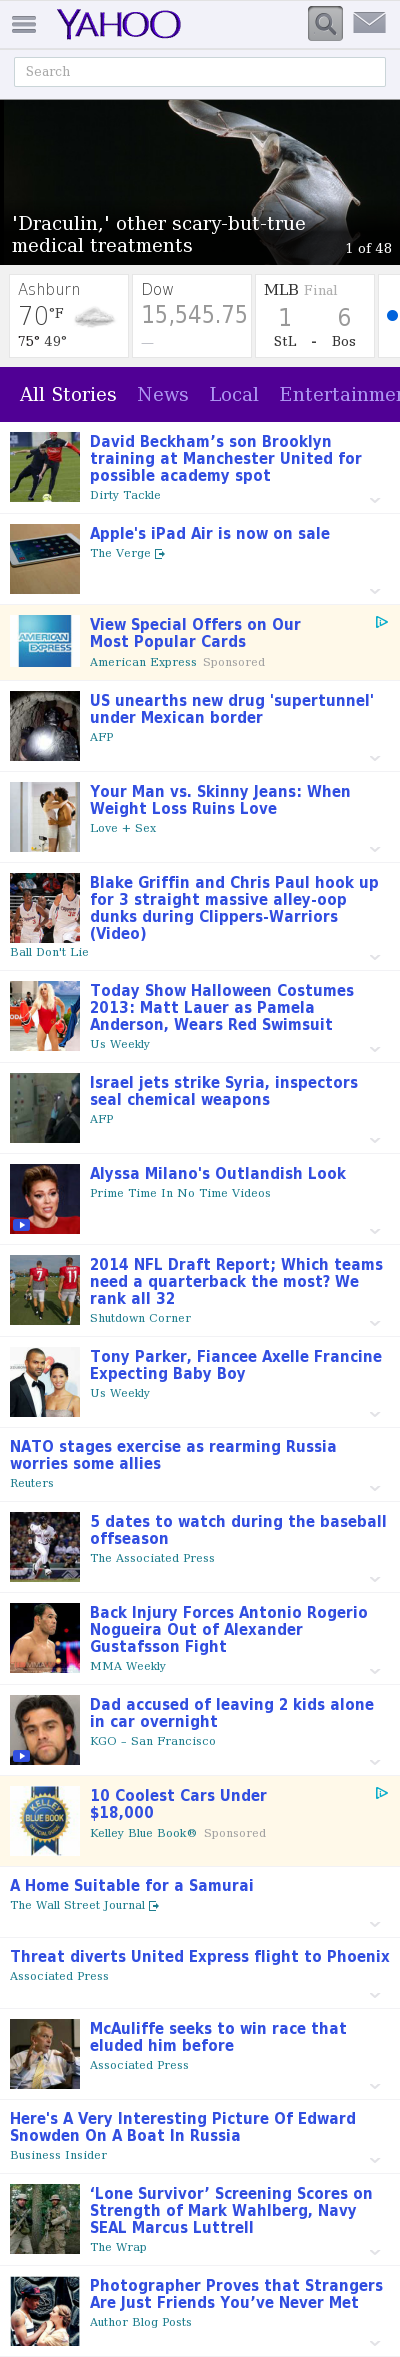 YAHOO
Search
'Draculin,' other scary-but-true
medical treatments
1 of 48
Ashburn
70°F
75° 49°
Dow
15,545.75
—
MLB Final
1 6
StL - Bos
All Stories News Local Entertainmen
David Beckham’s son Brooklyn
training at Manchester United for
possible academy spot
Dirty Tackle
Apple's iPad Air is now on sale
The Verge
AMERICAN
EXPRESS
View Special Offers on Our
Most Popular Cards
American Express Sponsored
US unearths new drug 'supertunnel'
under Mexican border
AFP
Your Man vs. Skinny Jeans: When
Weight Loss Ruins Love
Love + Sex
Blake Griffin and Chris Paul hook up
for 3 straight massive alley-oop
dunks during Clippers-Warriors
(Video)
Ball Don't Lie
Today Show Halloween Costumes
2013: Matt Lauer as Pamela
Anderson, Wears Red Swimsuit
Us Weekly
Israel jets strike Syria, inspectors
seal chemical weapons
AFP
Alyssa Milano's Outlandish Look
Prime Time In No Time Videos
2014 NFL Draft Report; Which teams
need a quarterback the most? We
rank all 32
Shutdown Corner
Tony Parker, Fiancee Axelle Francine
Expecting Baby Boy
Us Weekly
NATO stages exercise as rearming Russia
worries some allies
Reuters
5 dates to watch during the baseball
offseason
The Associated Press
Back Injury Forces Antonio Rogerio
Nogueira Out of Alexander
Gustafsson Fight
MMA Weekly
Dad accused of leaving 2 kids alone
in car overnight
KGO – San Francisco
KELLEY
BLUE BOOK
10 Coolest Cars Under
$18,000
Kelley Blue Book® Sponsored
A Home Suitable for a Samurai
The Wall Street Journal
Threat diverts United Express flight to Phoenix
Associated Press
McAuliffe seeks to win race that
eluded him before
Associated Press
Here's A Very Interesting Picture Of Edward
Snowden On A Boat In Russia
Business Insider
‘Lone Survivor’ Screening Scores on
Strength of Mark Wahlberg, Navy
SEAL Marcus Luttrell
The Wrap
Photographer Proves that Strangers
Are Just Friends You’ve Never Met
Author Blog Posts